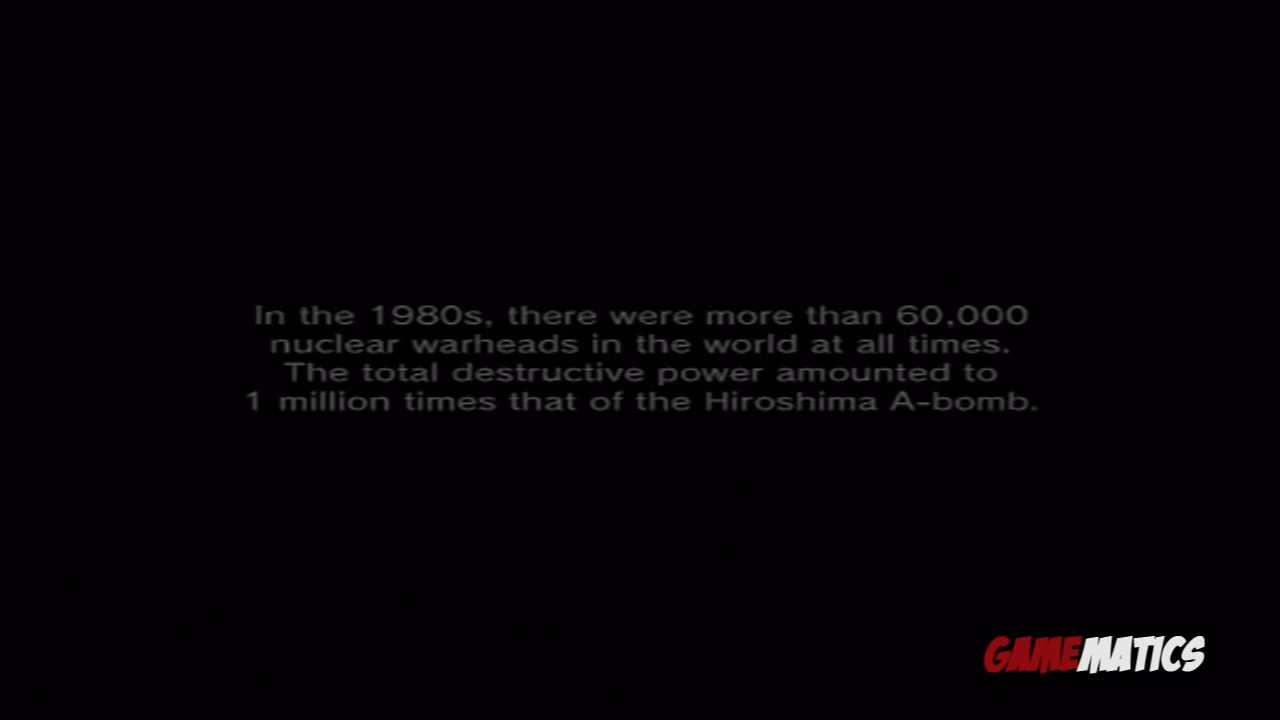 In the 1980s, there were more than 60,000
nuclear warheads in the world at all times.
The total destructive power amounted to
1 million times that of the Hiroshima A-bomb.
GAMEMATICS